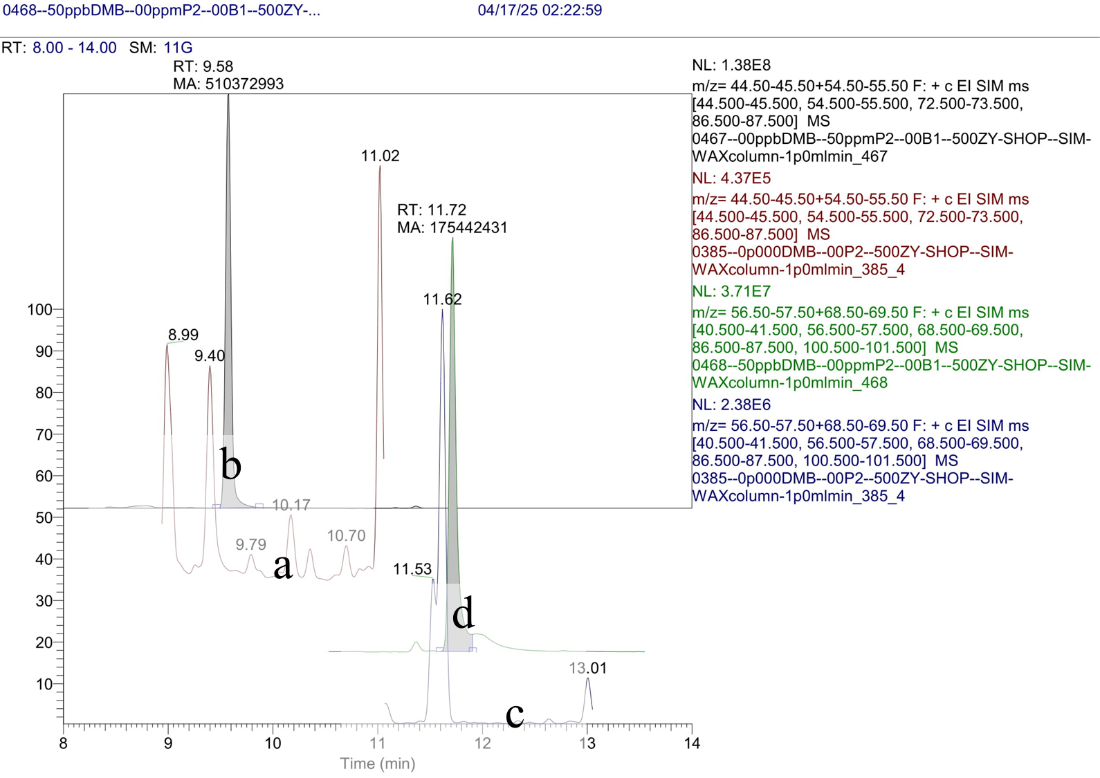 0468--50ppbDMB--00ppmP2--00B1--500ZY-...
04/17/25 02:22:59
RT: 8.00 - 14.00 SM: 11G
RT: 9.58
MA: 510372993
11.02
RT: 11.72
MA: 175442431
11.62
8.99
9.40
b
10.17
9.79
a
10.70
11.53
d
13.01
c
100
90
80
70
60
50
40
30
20
10
8
9
10
11
12
13
14
Time (min)
NL: 1.38E8
m/z= 44.50-45.50+54.50-55.50 F: + c EI SIM ms
[44.500-45.500, 54.500-55.500, 72.500-73.500,
86.500-87.500] MS
0467--00ppbDMB--50ppmP2--00B1--500ZY-SHOP--SIM-
WAXcolumn-1p0mlmin_467
NL: 4.37E5
m/z= 44.50-45.50+54.50-55.50 F: + c EI SIM ms
[44.500-45.500, 54.500-55.500, 72.500-73.500,
86.500-87.500] MS
0385--0p000DMB--00P2--500ZY-SHOP--SIM-
WAXcolumn-1p0mlmin_385_4
NL: 3.71E7
m/z= 56.50-57.50+68.50-69.50 F: + c EI SIM ms
[40.500-41.500, 56.500-57.500, 68.500-69.500,
86.500-87.500, 100.500-101.500] MS
0468--50ppbDMB--00ppmP2--00B1--500ZY-SHOP--SIM-
WAXcolumn-1p0mlmin_468
NL: 2.38E6
m/z= 56.50-57.50+68.50-69.50 F: + c EI SIM ms
[40.500-41.500, 56.500-57.500, 68.500-69.500,
86.500-87.500, 100.500-101.500] MS
0385--0p000DMB--00P2--500ZY-SHOP--SIM-
WAXcolumn-1p0mlmin_385_4